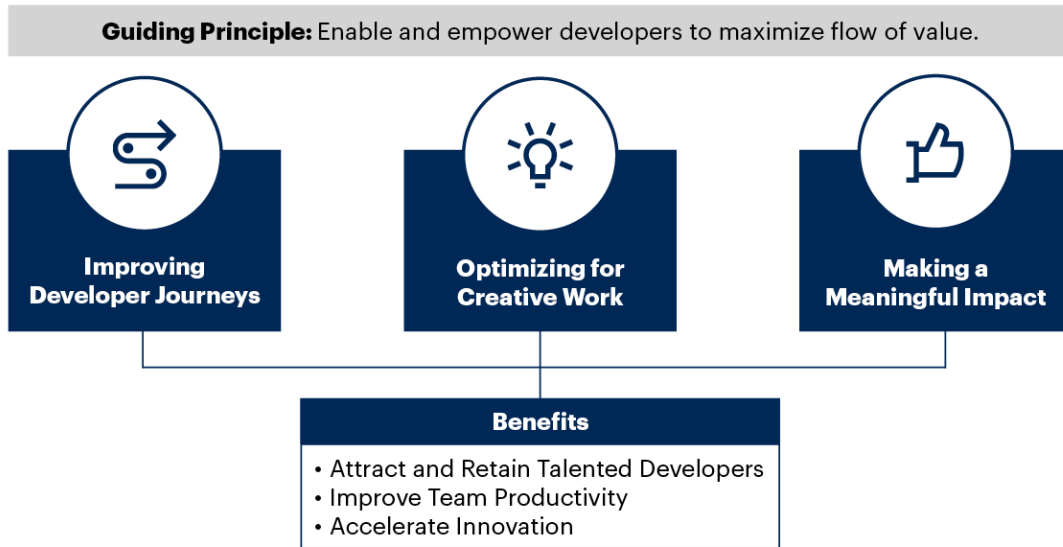 Guiding Principle: Enable and empower developers to maximize flow of value.
Improving
Developer Journeys
Optimizing for
Creative Work
Making a
Meaningful Impact
Benefits
• Attract and Retain Talented Developers
• Improve Team Productivity
• Accelerate Innovation